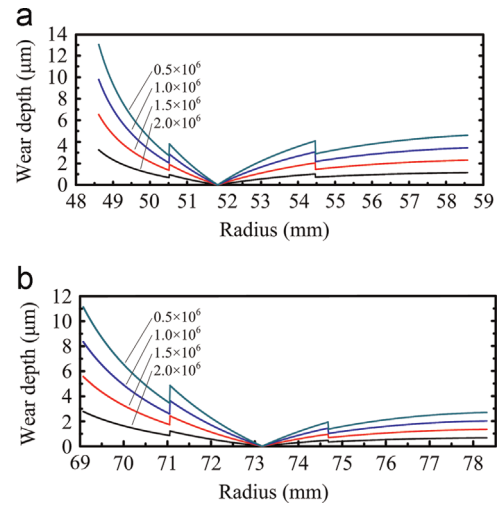 a
14
12
10
8
6
4
2
0
Wear depth (μm)
0.5×10⁶
1.0×10⁶
1.5×10⁶
2.0×10⁶
48 49 50 51 52 53 54 55 56 57 58 59
Radius (mm)
b
12
10
8
6
4
2
0
Wear depth (μm)
0.5×10⁶
1.0×10⁶
1.5×10⁶
2.0×10⁶
69 70 71 72 73 74 75 76 77 78
Radius (mm)